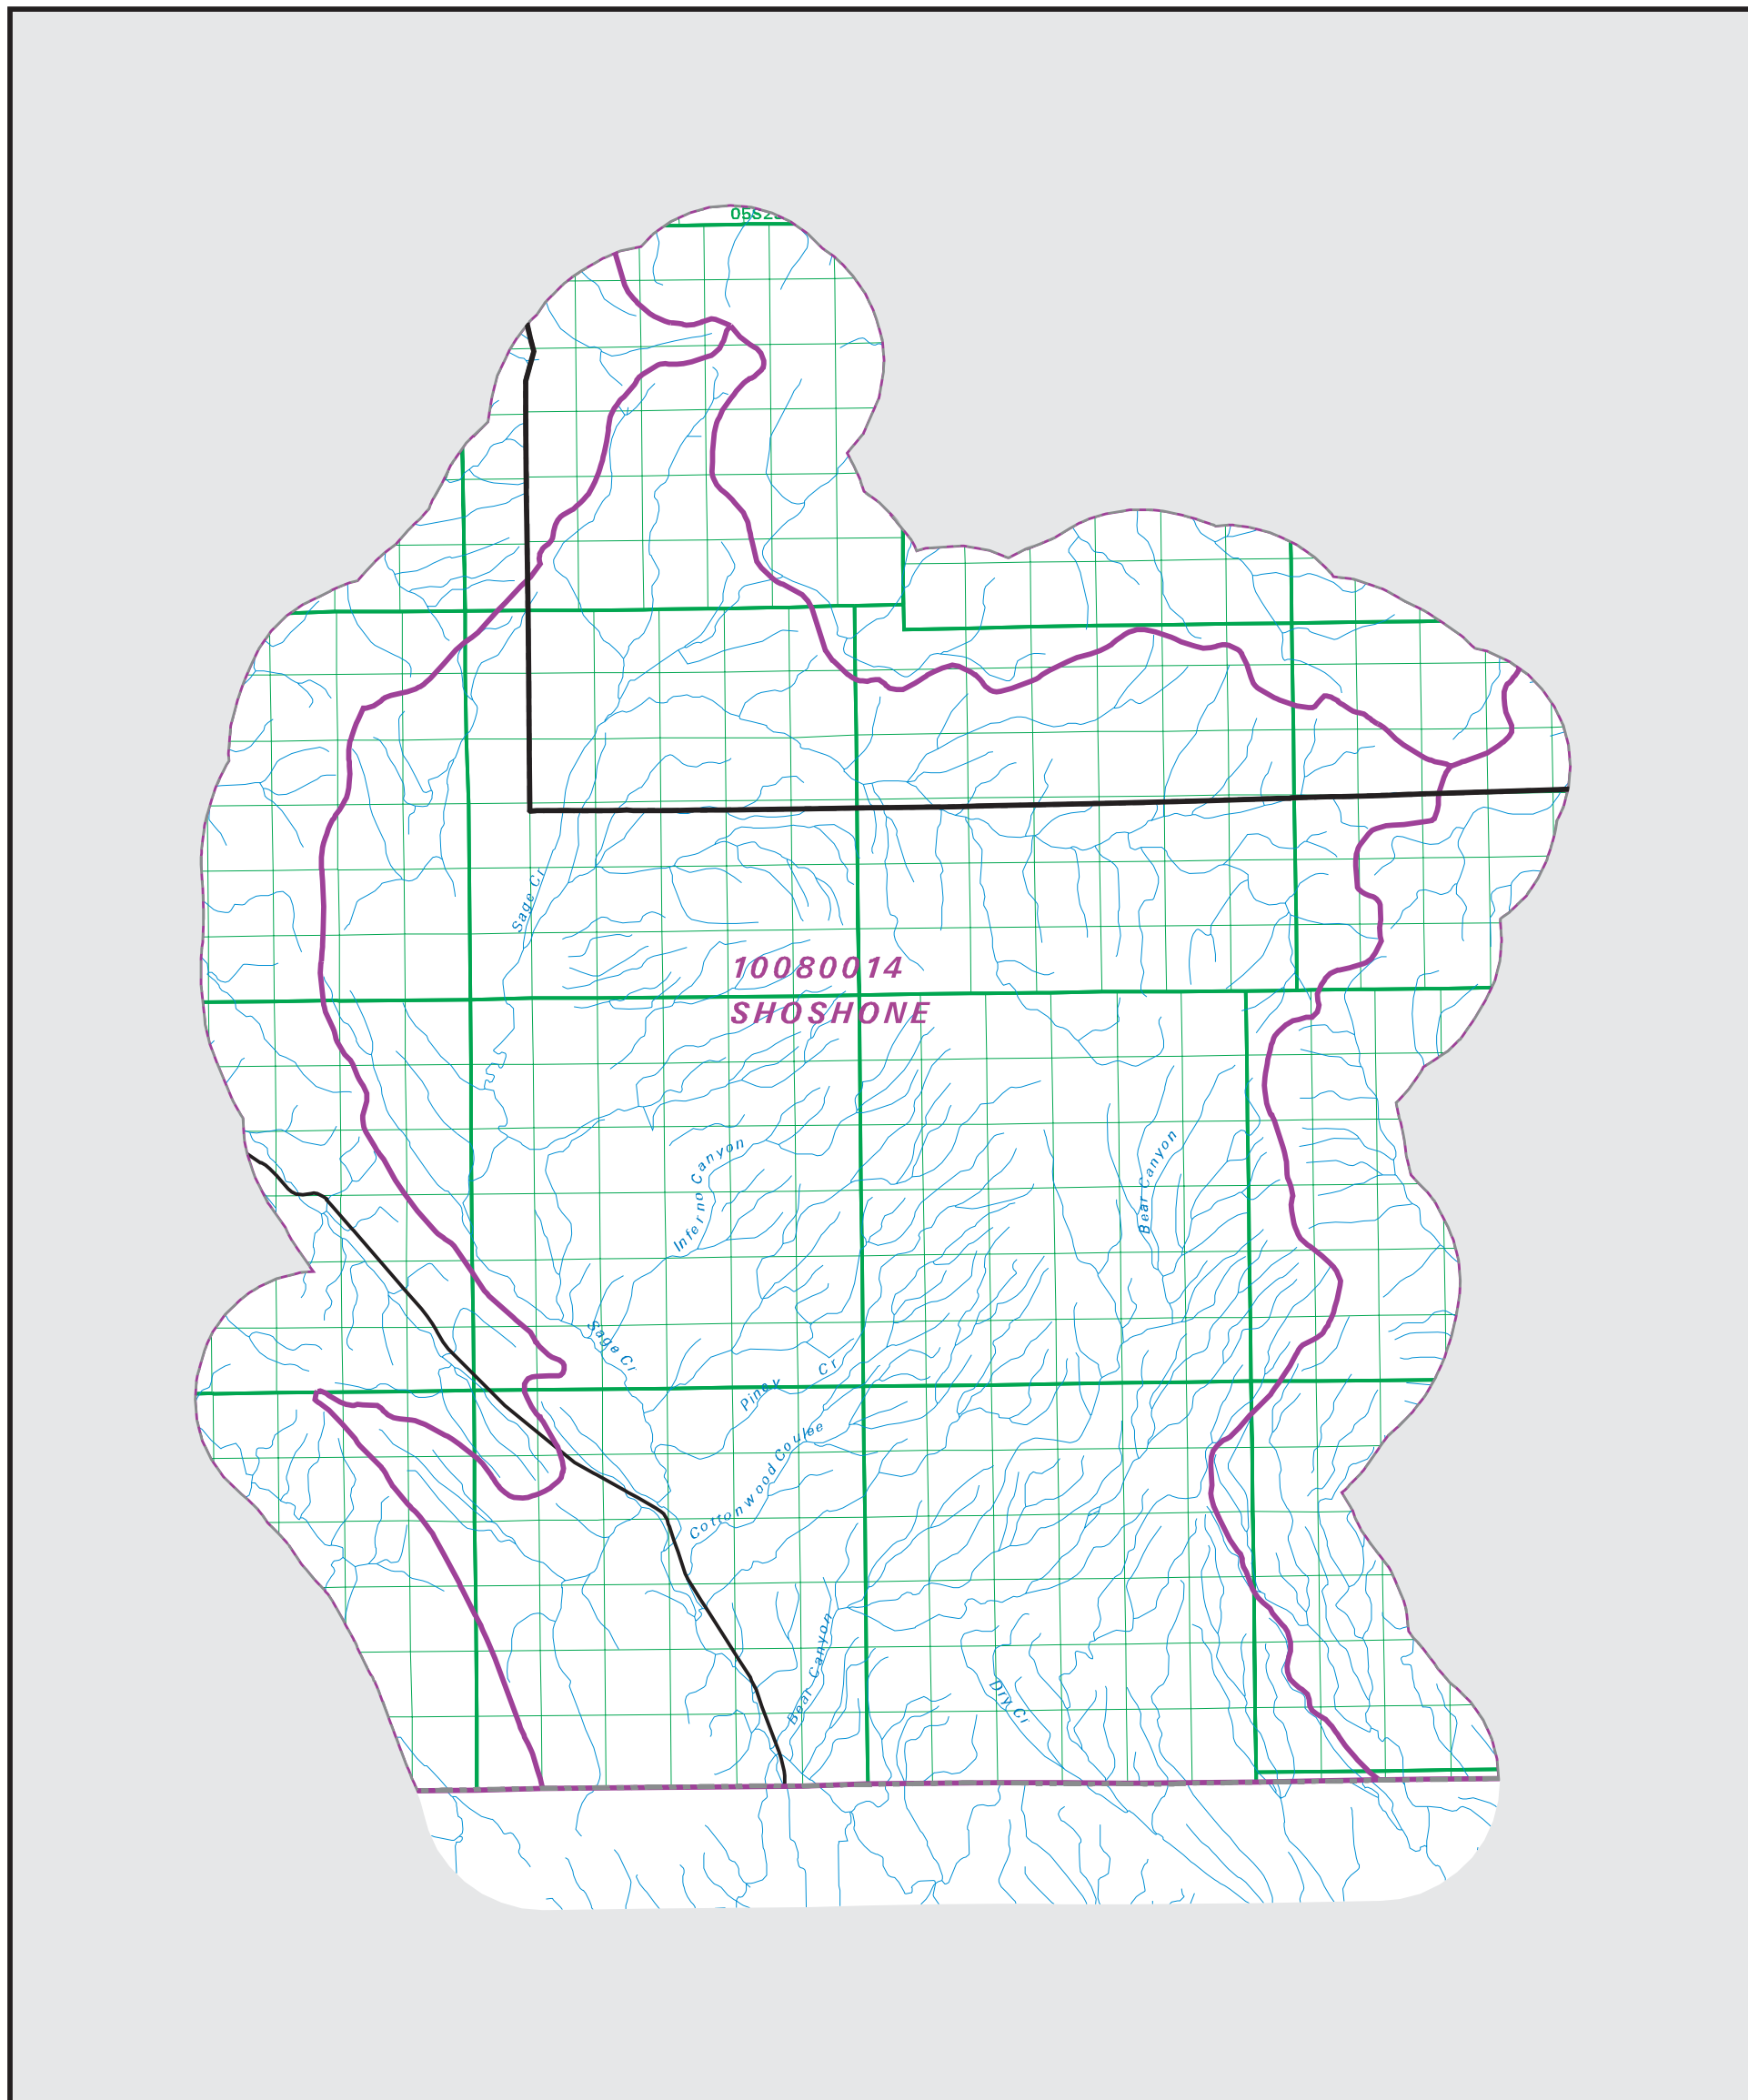 Sage Cr
10080014
SHOSHONE
Inferno Canyon
Bear Canyon
Sage Cr
Piney Cr
Cottonwood Coulee
Bear Canyon
Dry Cr